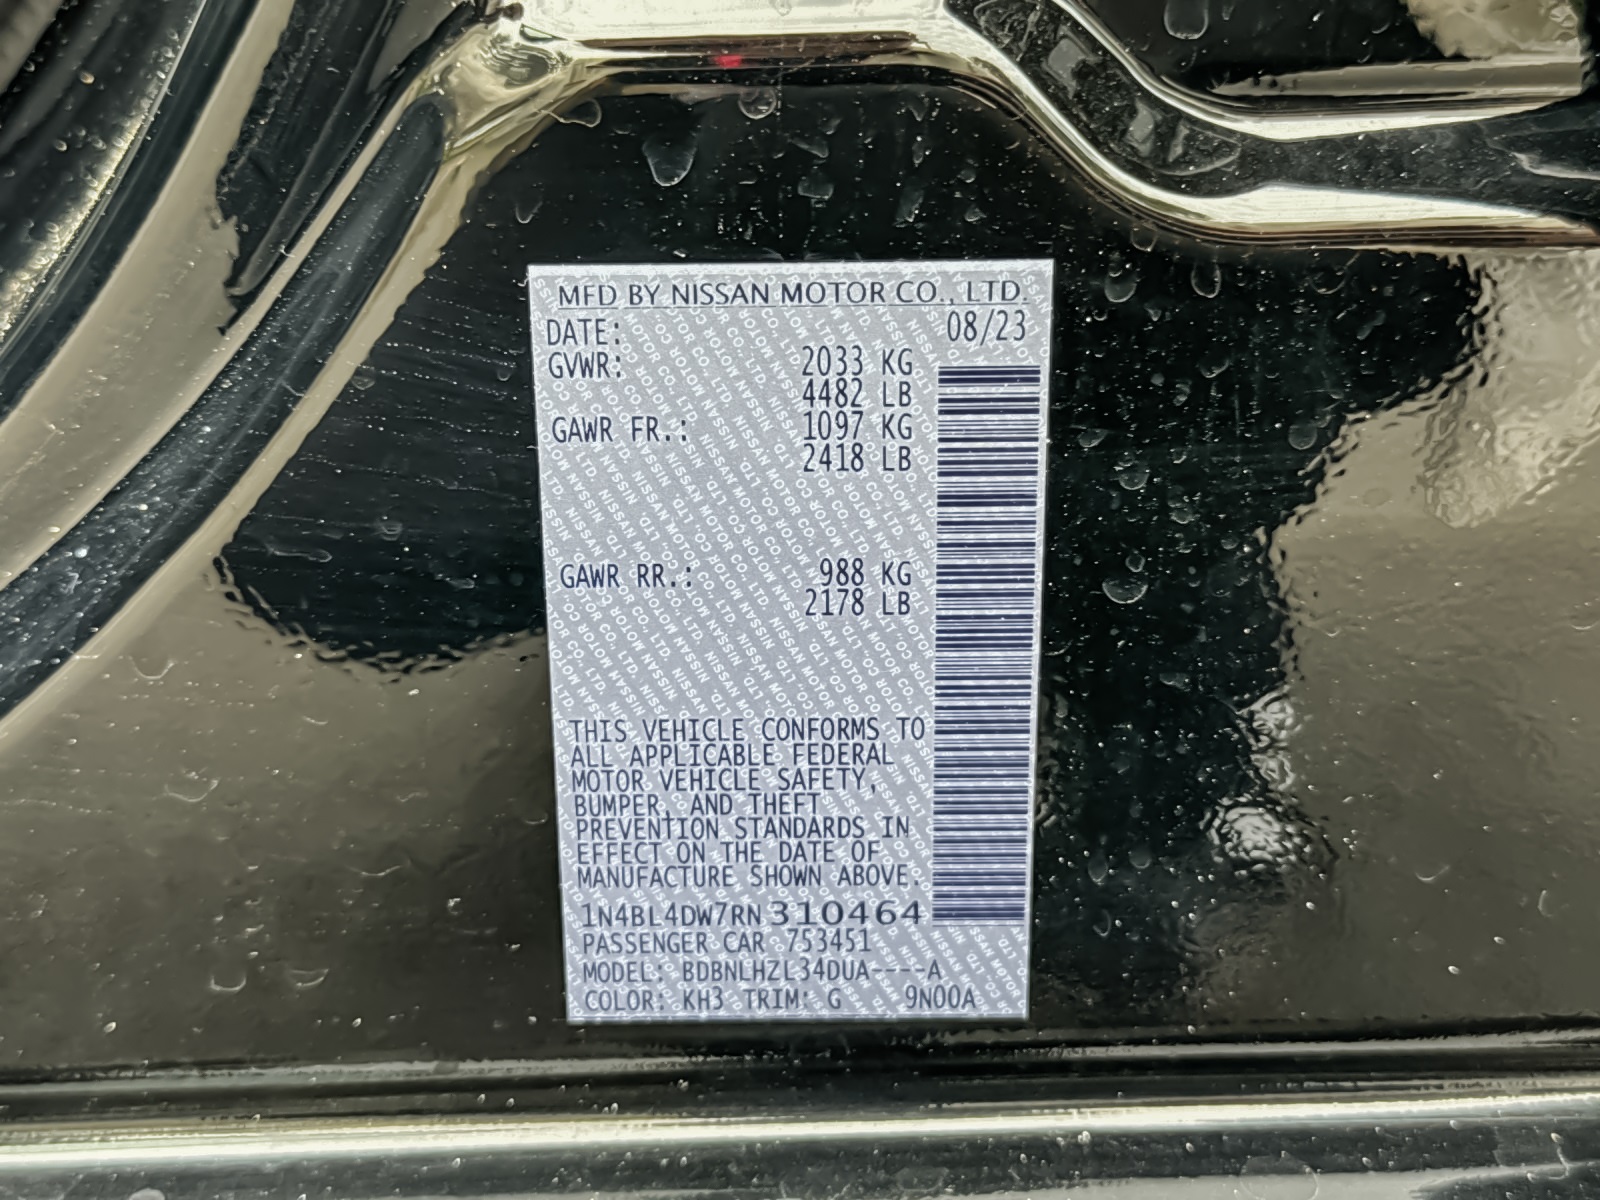 MFD BY NISSAN MOTOR CO., LTD.
DATE: 08/23
GVWR: 2033 KG
4482 LB
GAWR FR.: 1097 KG
2418 LB
GAWR RR.: 988 KG
2178 LB
THIS VEHICLE CONFORMS TO
ALL APPLICABLE FEDERAL
MOTOR VEHICLE SAFETY,
BUMPER, AND THEFT
PREVENTION STANDARDS IN
EFFECT ON THE DATE OF
MANUFACTURE SHOWN ABOVE.
1N4BL4DW7RN310464
PASSENGER CAR 753451
MODEL: BDBNLHZL34DUA----A
COLOR: KH3 TRIM: G 9N00A